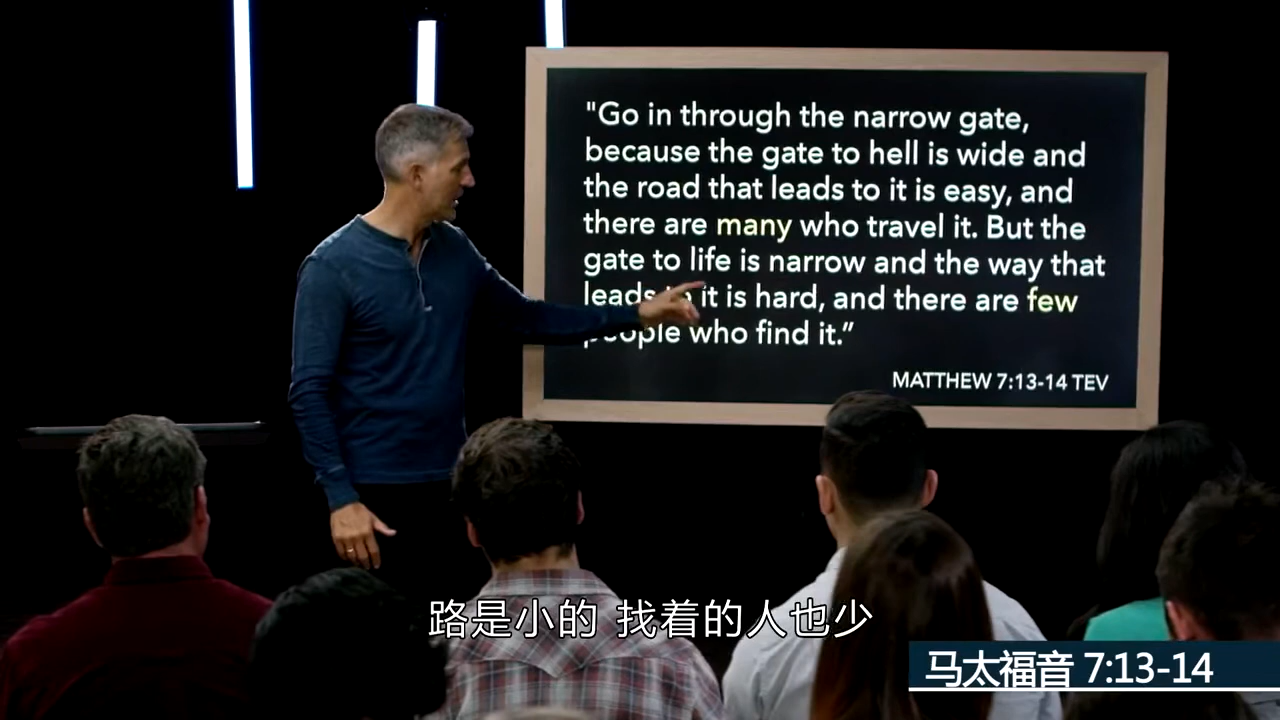 "Go in through the narrow gate,
because the gate to hell is wide and
the road that leads to it is easy, and
there are many who travel it. But the
gate to life is narrow and the way that
leads to it is hard, and there are few
people who find it.”
MATTHEW 7:13-14 TEV
路是小的 找着的人也少
马太福音 7:13-14